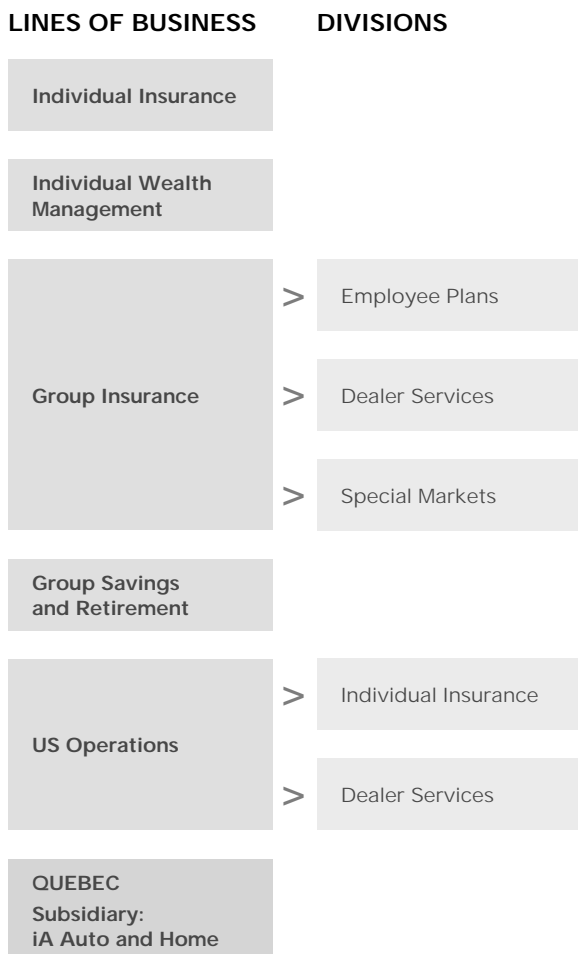 LINES OF BUSINESS DIVISIONS
Individual Insurance
Individual Wealth
Management
Group Insurance
> Employee Plans
> Dealer Services
> Special Markets
Group Savings
and Retirement
US Operations
> Individual Insurance
> Dealer Services
QUEBEC
Subsidiary:
iA Auto and Home